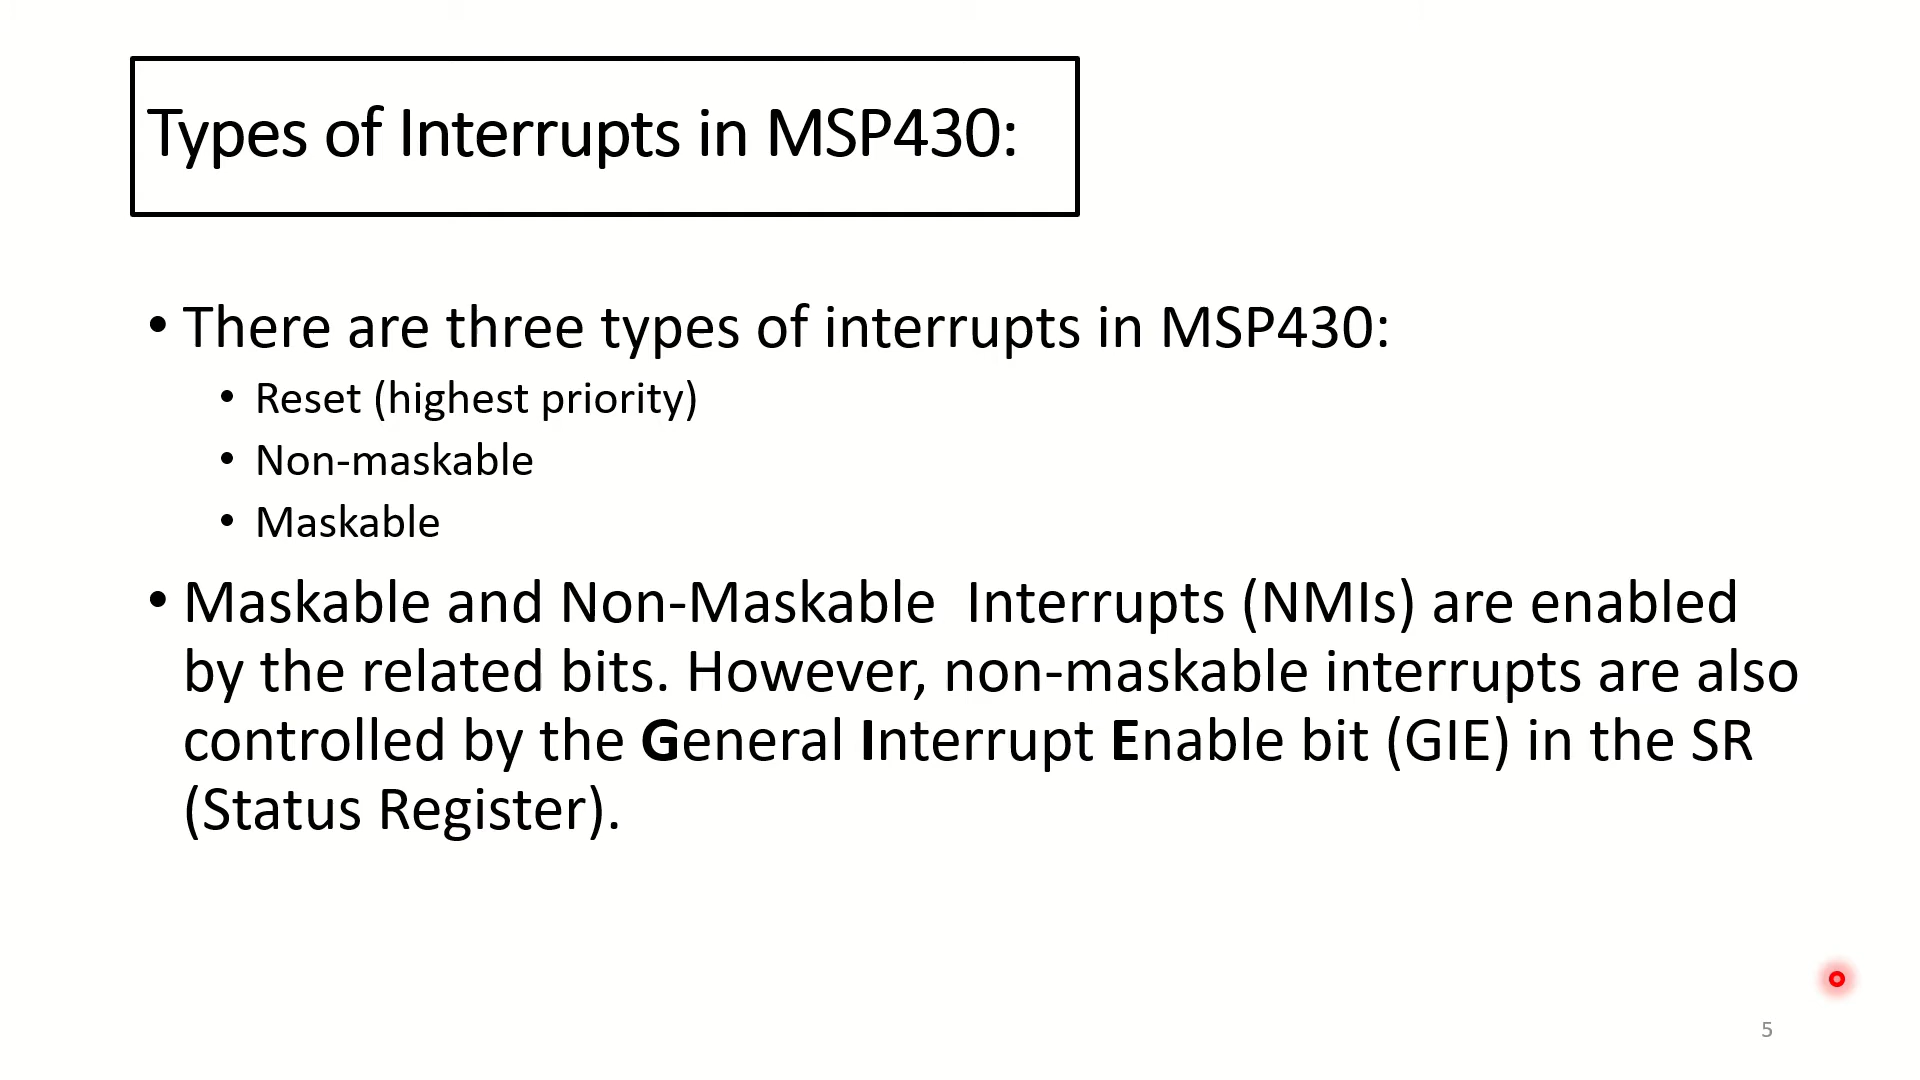 Types of Interrupts in MSP430:
• There are three types of interrupts in MSP430:
• Reset (highest priority)
• Non-maskable
• Maskable
• Maskable and Non-Maskable  Interrupts (NMIs) are enabled
by the related bits. However, non-maskable interrupts are also
controlled by the General Interrupt Enable bit (GIE) in the SR
(Status Register).
5